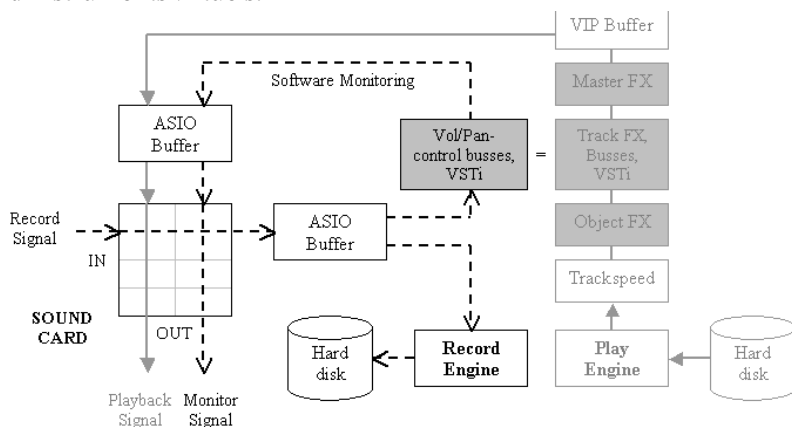 VIP Buffer
Software Monitoring
Master FX
ASIO
Buffer
Vol/Pan-
control busses,
VSTi
=
Track FX,
Busses,
VSTi
Record
Signal
ASIO
Buffer
Object FX
IN
Trackspeed
SOUND
CARD
OUT
Hard
disk
Record
Engine
Play
Engine
Hard
disk
Playback
Signal
Monitor
Signal